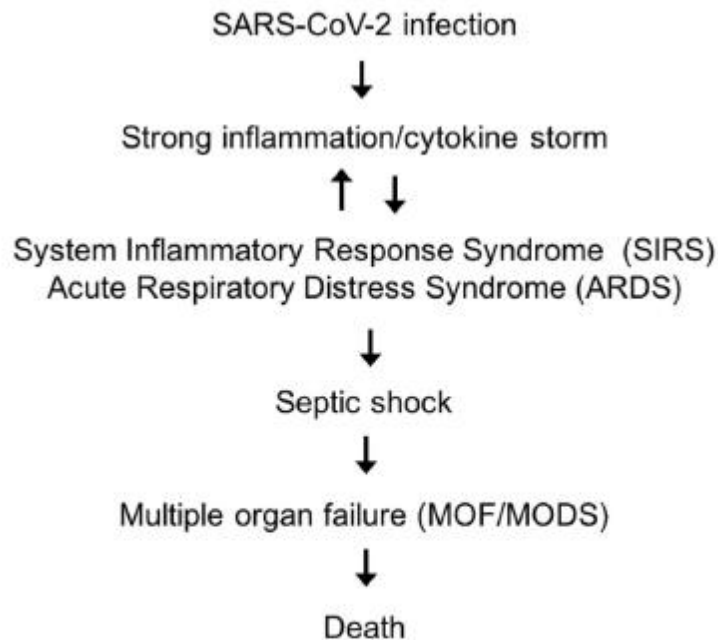 SARS-CoV-2 infection
↓
Strong inflammation/cytokine storm
↑ ↓
System Inflammatory Response Syndrome (SIRS)
Acute Respiratory Distress Syndrome (ARDS)
↓
Septic shock
↓
Multiple organ failure (MOF/MODS)
↓
Death